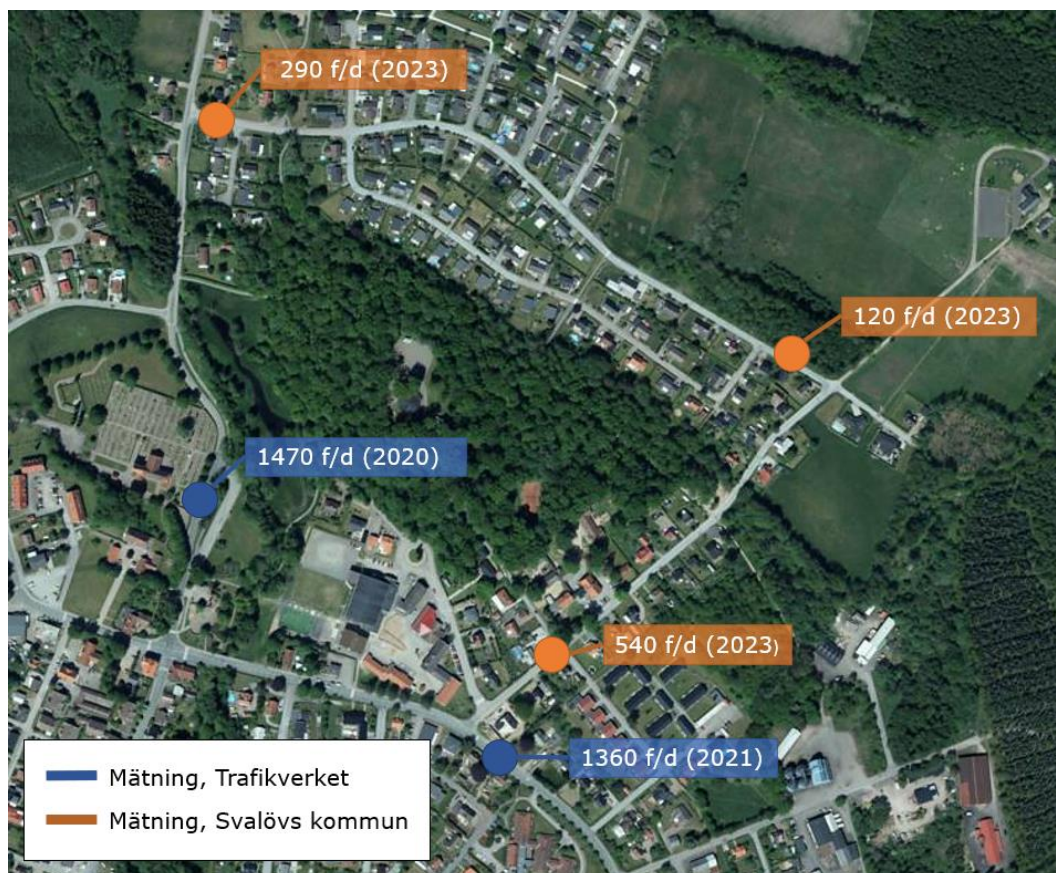 290 f/d (2023)
120 f/d (2023)
1470 f/d (2020)
540 f/d (2023)
1360 f/d (2021)
Mätning, Trafikverket
Mätning, Svalövs kommun